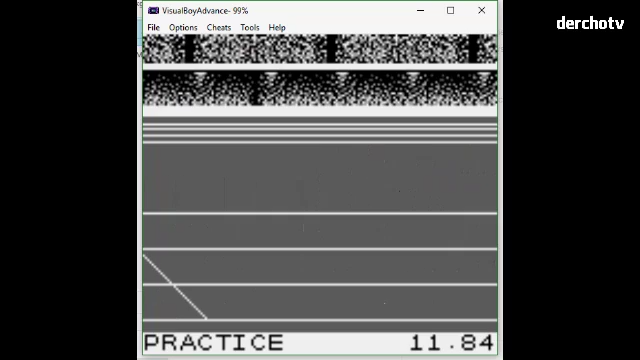 VisualBoyAdvance- 99%
derchotv
File Options Cheats Tools Help
PRACTICE 11.84